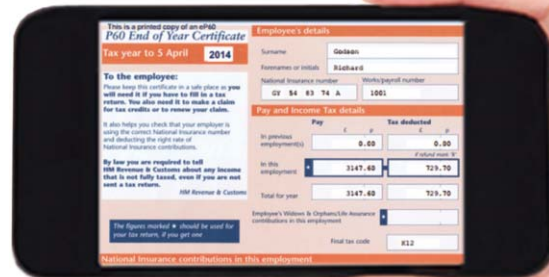 This is a printed copy of an eP60
P60 End of Year Certificate
Tax year to 5 April 2014
To the employee:
Please keep this certificate in a safe place as you
will need it if you have to fill in a tax
return. You also need it to make a claim
for tax credits or to renew your claim.
It also helps you check that your employer is
using the correct National Insurance number
and deducting the right rate of
National Insurance contributions.
By law you are required to tell
HM Revenue & Customs about any income
that is not fully taxed, even if you are not
sent a tax return.
HM Revenue & Customs
The figures marked ★ should be used for
your tax return, if you get one
Employee's details
Surname Godson
Forenames or initials Richard
National Insurance number Works/payroll number
GY 54 83 74 A 1001
Pay and Income Tax details
Pay Tax deducted
£ p £ p
In previous
employment(s) 0.00 0.00
if refund mark 'R'
In this
employment ★ 3147.60 729.70
Total for year 3147.60 729.70
Employee's Widows & Orphans/Life Assurance
contributions in this employment ★
Final tax code K12
National Insurance contributions in this employment